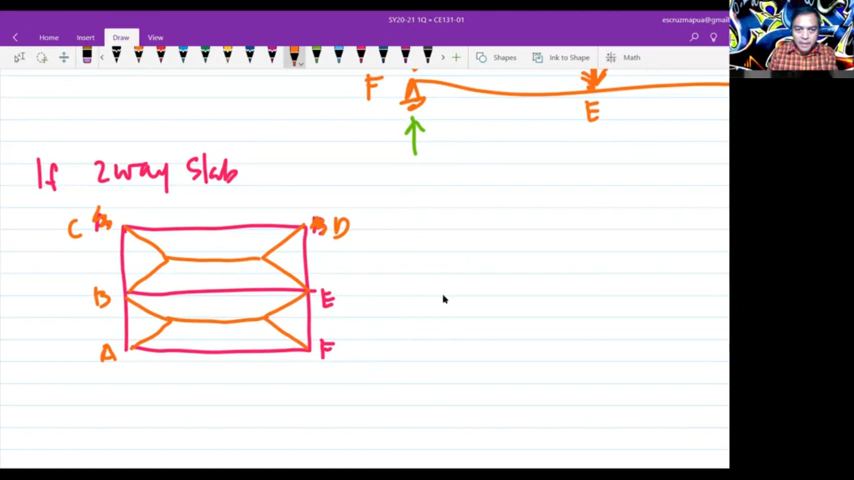 SY20-21 1Q » CE131-01
escruzmapua@gmail
Home Insert Draw View
Shapes Ink to Shape Math
F
E
If 2way Slab
C D
B E
A F